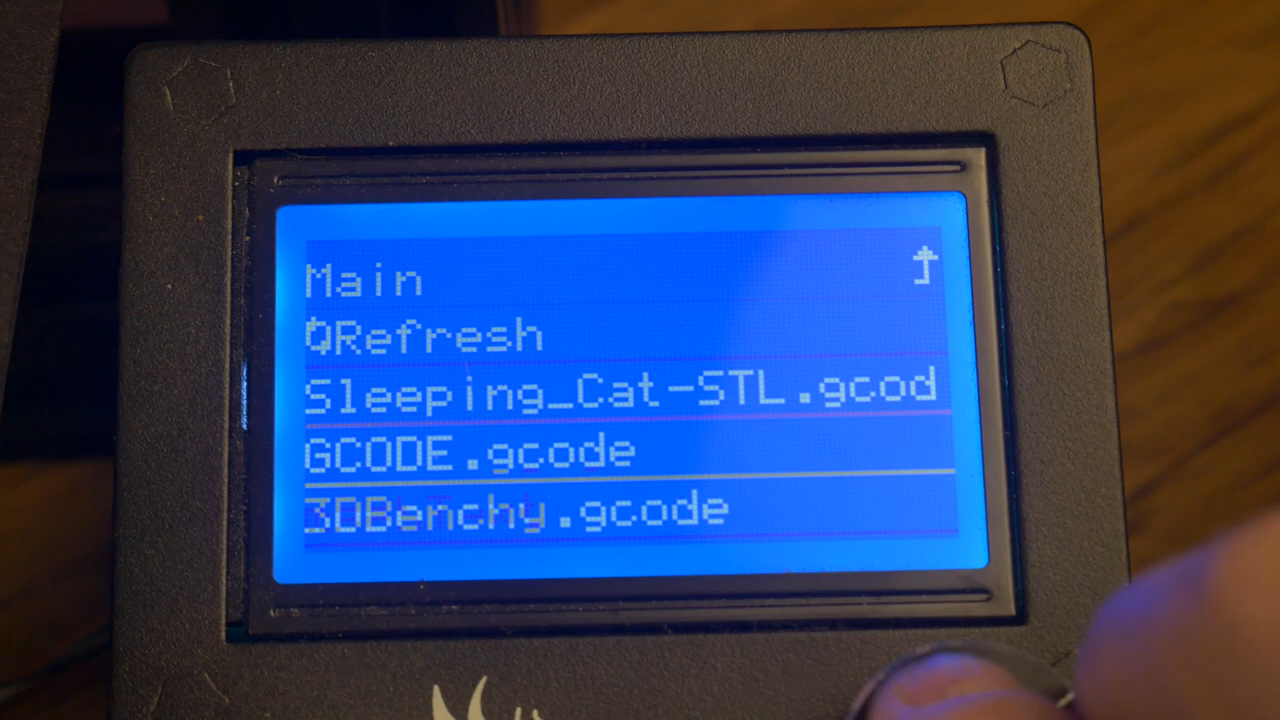 Main
Refresh
Sleeping_Cat-STL.gcod
GCODE.gcode
3DBenchy.gcode